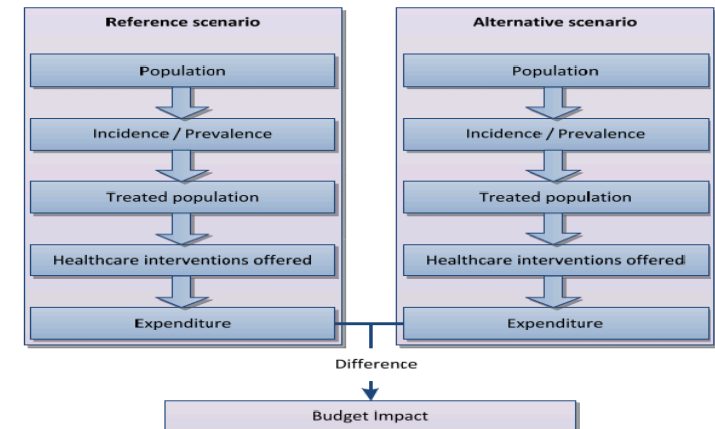 Reference scenario
Population
Incidence / Prevalence
Treated population
Healthcare interventions offered
Expenditure
Alternative scenario
Population
Incidence / Prevalence
Treated population
Healthcare interventions offered
Expenditure
Difference
Budget Impact